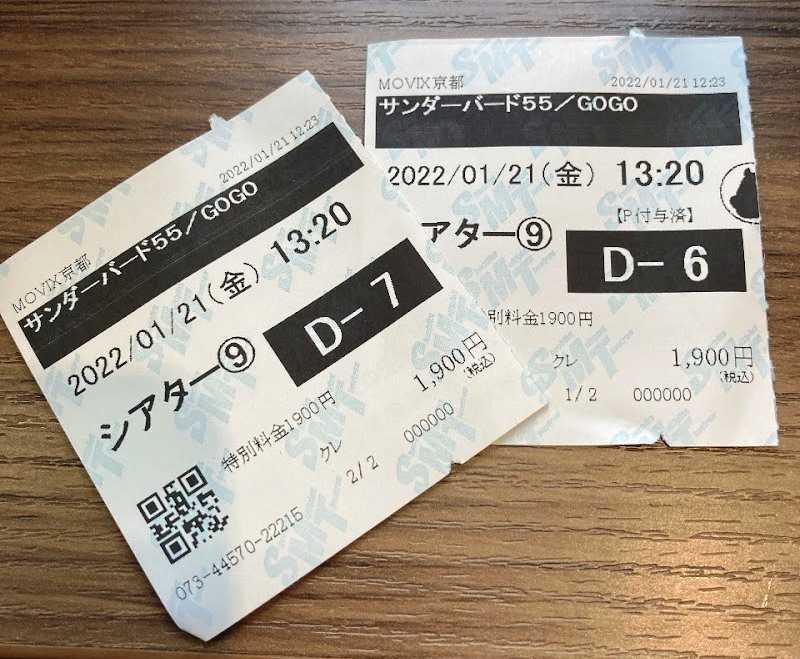 MOVIX京都
2022/01/21 12:23
サンダーバード55／GOGO
2022/01/21(金) 13:20
シアター⑨
D- 7
特別料金1900円
1,900円
(税込)
クレ
2/2
000000
073-44570-22215
MOVIX京都
2022/01/21 12:23
サンダーバード55／GOGO
2022/01/21(金) 13:20
【P付与済】
アター⑨
D- 6
別料金1900円
1,900円
(税込)
クレ
1/2
000000
SMT